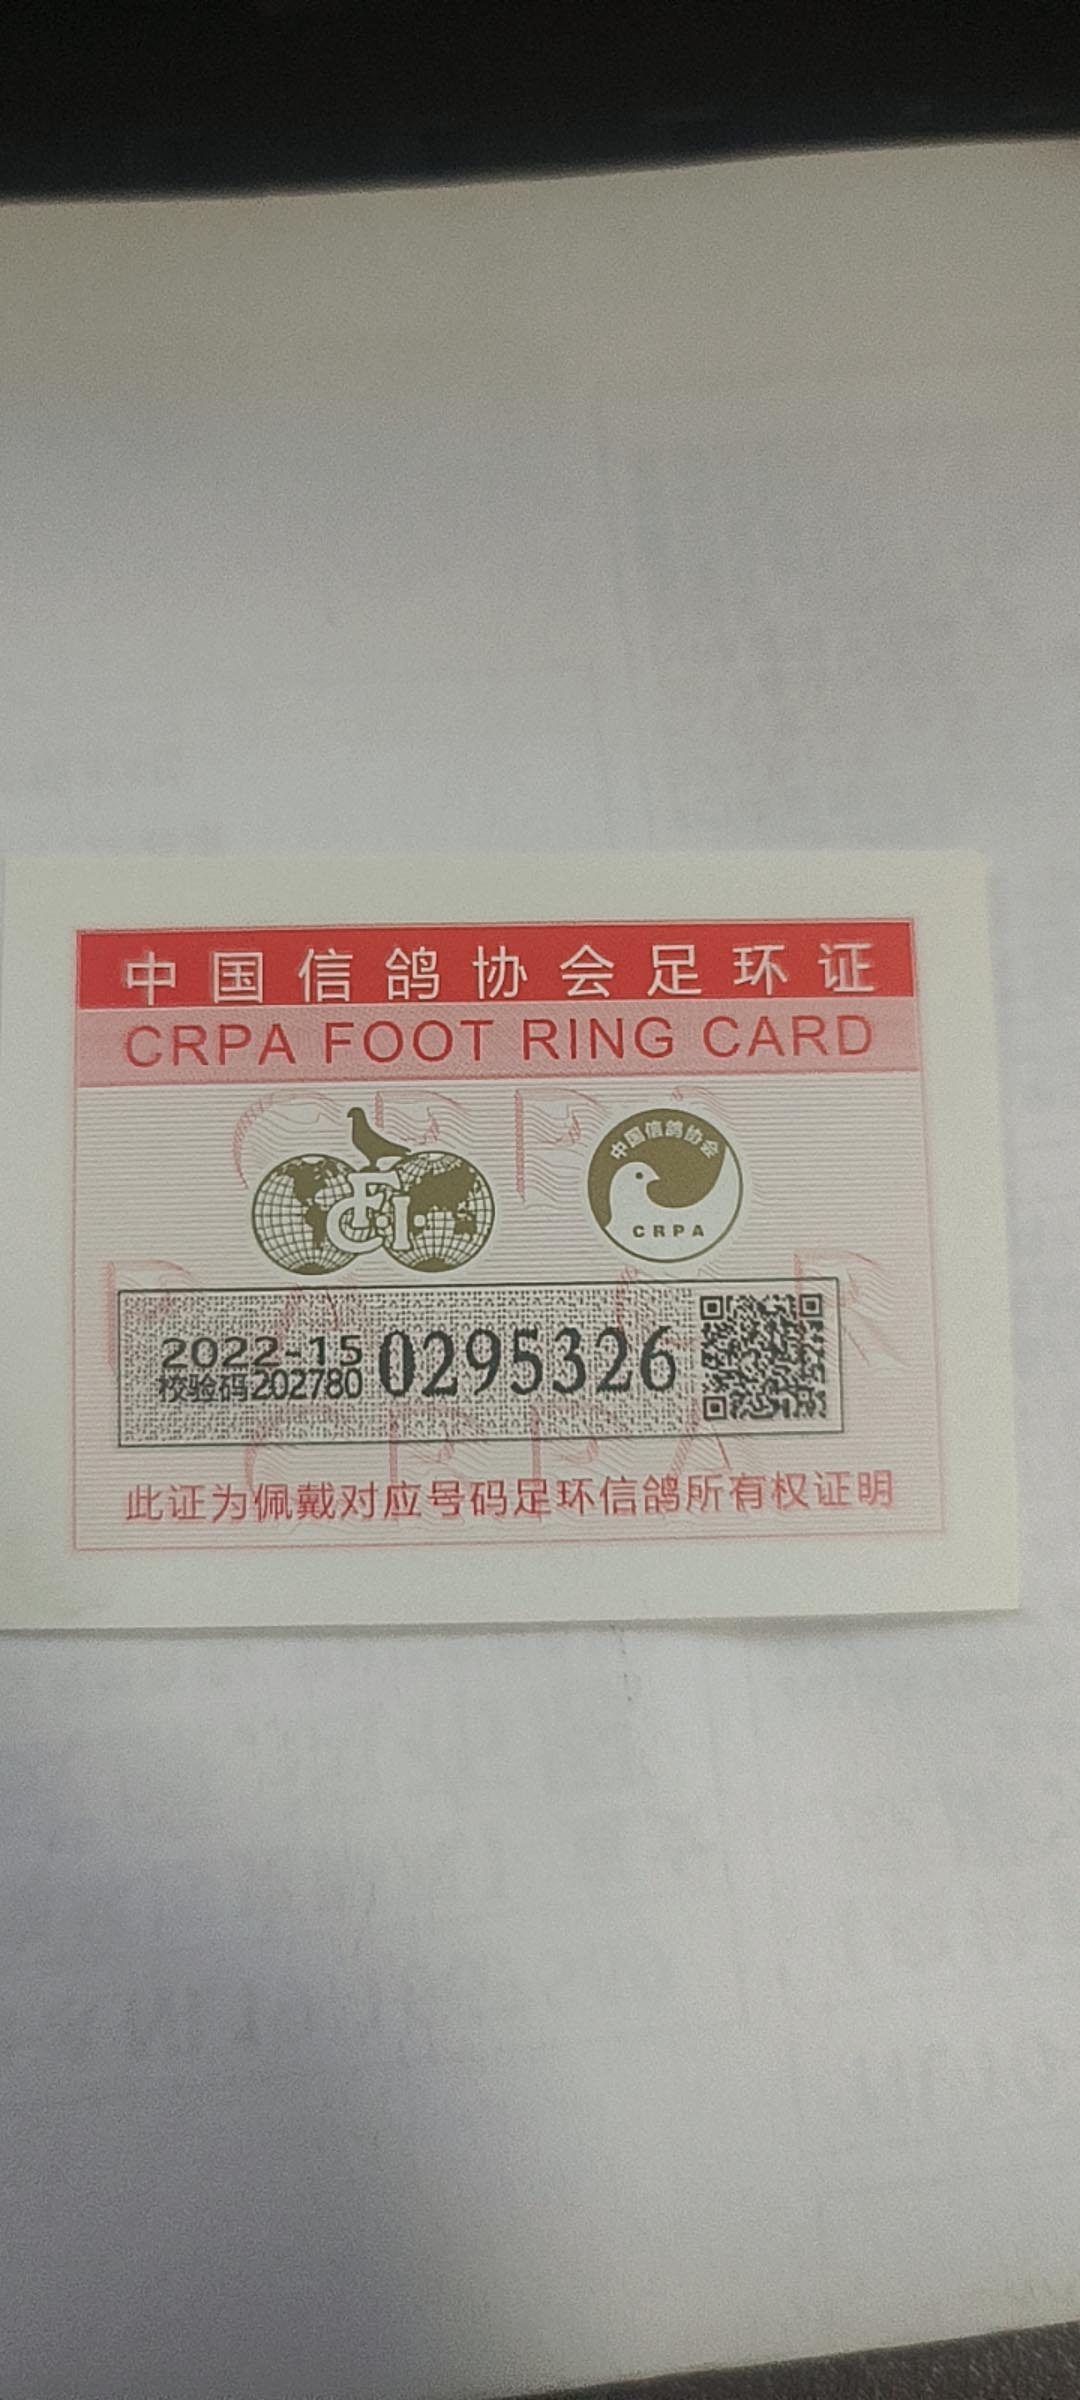 中国信鸽协会足环证
CRPA FOOT RING CARD
FCI
中国信鸽协会
CRPA
2022-15 0295326
校验码202780
此证为佩戴对应号码足环信鸽所有权证明